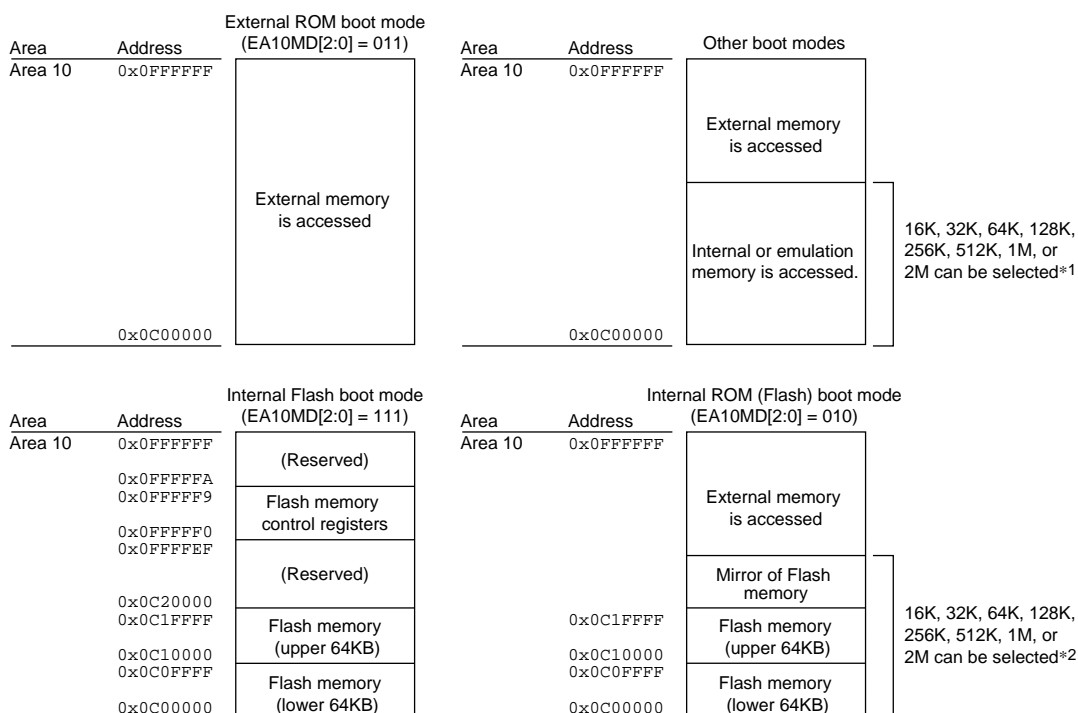 External ROM boot mode
(EA10MD[2:0] = 011)
Area Address
Area 10 0x0FFFFFF
External memory
is accessed
0x0C00000
Other boot modes
Area Address
Area 10 0x0FFFFFF
External memory
is accessed
Internal or emulation
memory is accessed.
16K, 32K, 64K, 128K,
256K, 512K, 1M, or
2M can be selected*1
0x0C00000
Internal Flash boot mode
(EA10MD[2:0] = 111)
Area Address
Area 10 0x0FFFFFF
(Reserved)
0x0FFFFFA
0x0FFFFF9
Flash memory
control registers
0x0FFFFF0
0x0FFFFEF
(Reserved)
0x0C20000
0x0C1FFFF
Flash memory
(upper 64KB)
0x0C10000
0x0C0FFFF
Flash memory
(lower 64KB)
0x0C00000
Internal ROM (Flash) boot mode
(EA10MD[2:0] = 010)
Area Address
Area 10 0x0FFFFFF
External memory
is accessed
Mirror of Flash
memory
0x0C1FFFF
Flash memory
(upper 64KB)
0x0C10000
0x0C0FFFF
Flash memory
(lower 64KB)
0x0C00000
16K, 32K, 64K, 128K,
256K, 512K, 1M, or
2M can be selected*2